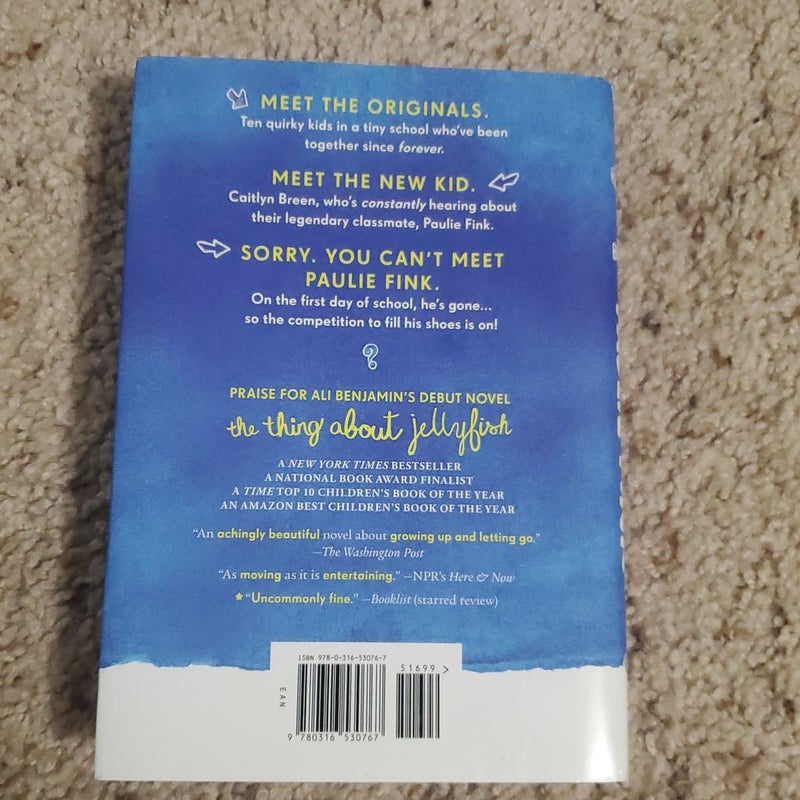 MEET THE ORIGINALS.
Ten quirky kids in a tiny school who've been
together since forever.
MEET THE NEW KID.
Caitlyn Breen, who's constantly hearing about
their legendary classmate, Paulie Fink.
SORRY. YOU CAN'T MEET
PAULIE FINK.
On the first day of school, he's gone...
so the competition to fill his shoes is on!
?
PRAISE FOR ALI BENJAMIN'S DEBUT NOVEL
the thing about jellyfish
A NEW YORK TIMES BESTSELLER
A NATIONAL BOOK AWARD FINALIST
A TIME TOP 10 CHILDREN'S BOOK OF THE YEAR
AN AMAZON BEST CHILDREN'S BOOK OF THE YEAR
"An achingly beautiful novel about growing up and letting go."
—The Washington Post
"As moving as it is entertaining." —NPR's Here & Now
★ "Uncommonly fine." —Booklist (starred review)
ISBN 978-0-316-53076-7
51699 >
EAN
9 780316 530767